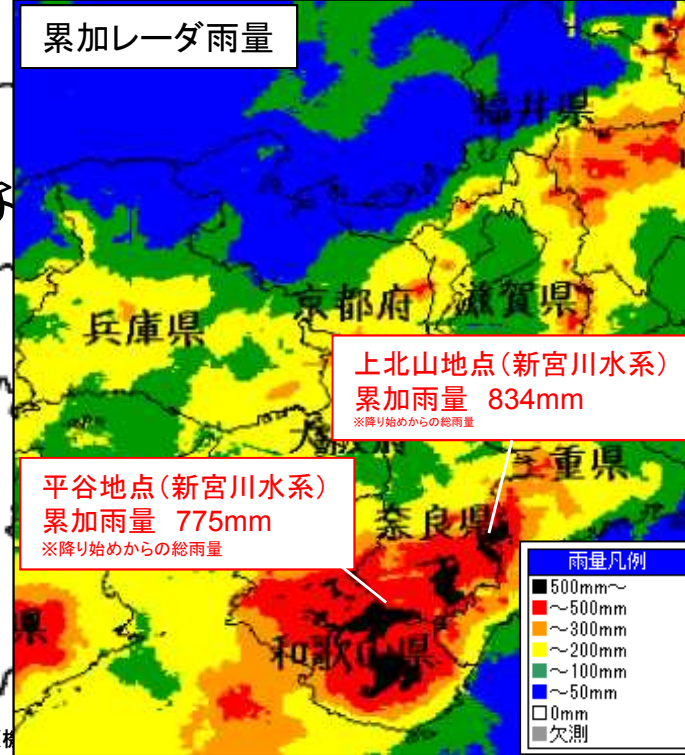 累加レーダ雨量
福井県
京都府
滋賀県
兵庫県
上北山地点(新宮川水系)
累加雨量 834mm
※降り始めからの総雨量
三重県
平谷地点(新宮川水系)
累加雨量 775mm
※降り始めからの総雨量
奈良県
和歌山県
県
雨量凡例
500mm～
～500mm
～300mm
～200mm
～100mm
～50mm
0mm
欠測